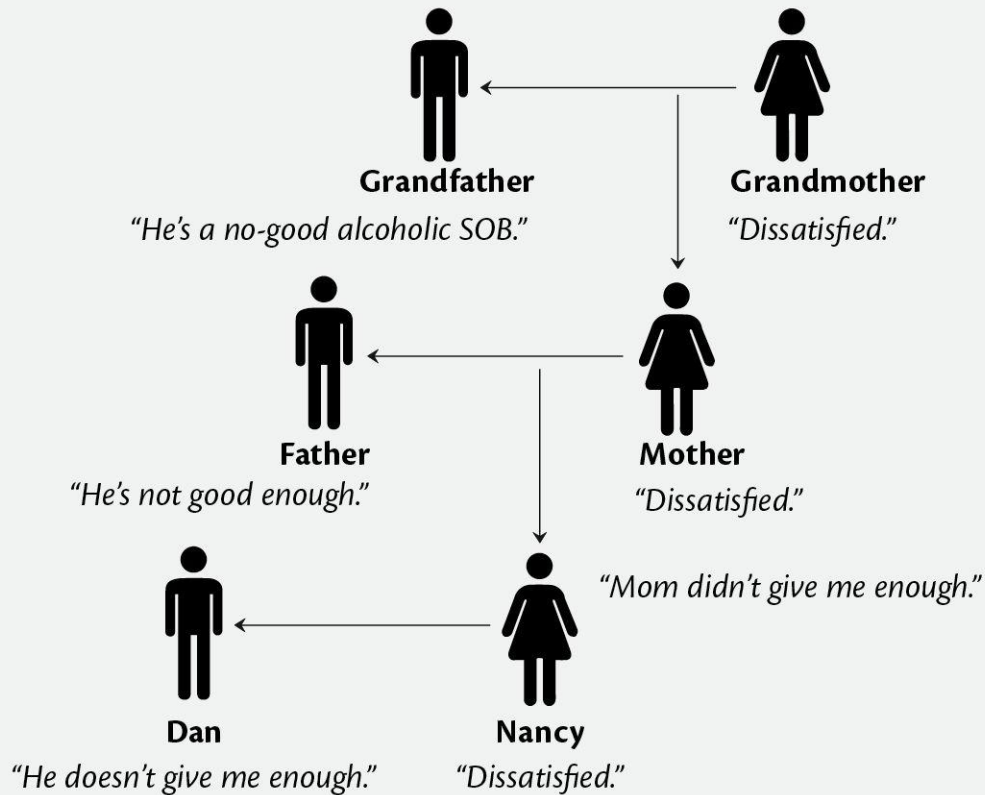 Grandfather
Grandmother
“He’s a no-good alcoholic SOB.”
“Dissatisfied.”
Father
Mother
“He’s not good enough.”
“Dissatisfied.”
“Mom didn’t give me enough.”
Dan
Nancy
“He doesn’t give me enough.”
“Dissatisfied.”